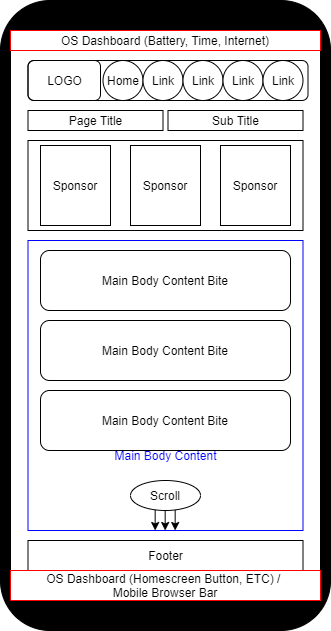 OS Dashboard (Battery, Time, Internet)
LOGO Home Link Link Link Link
Page Title Sub Title
Sponsor Sponsor Sponsor
Main Body Content Bite
Main Body Content Bite
Main Body Content Bite
Main Body Content
Scroll
Footer
OS Dashboard (Homescreen Button, ETC) /
Mobile Browser Bar